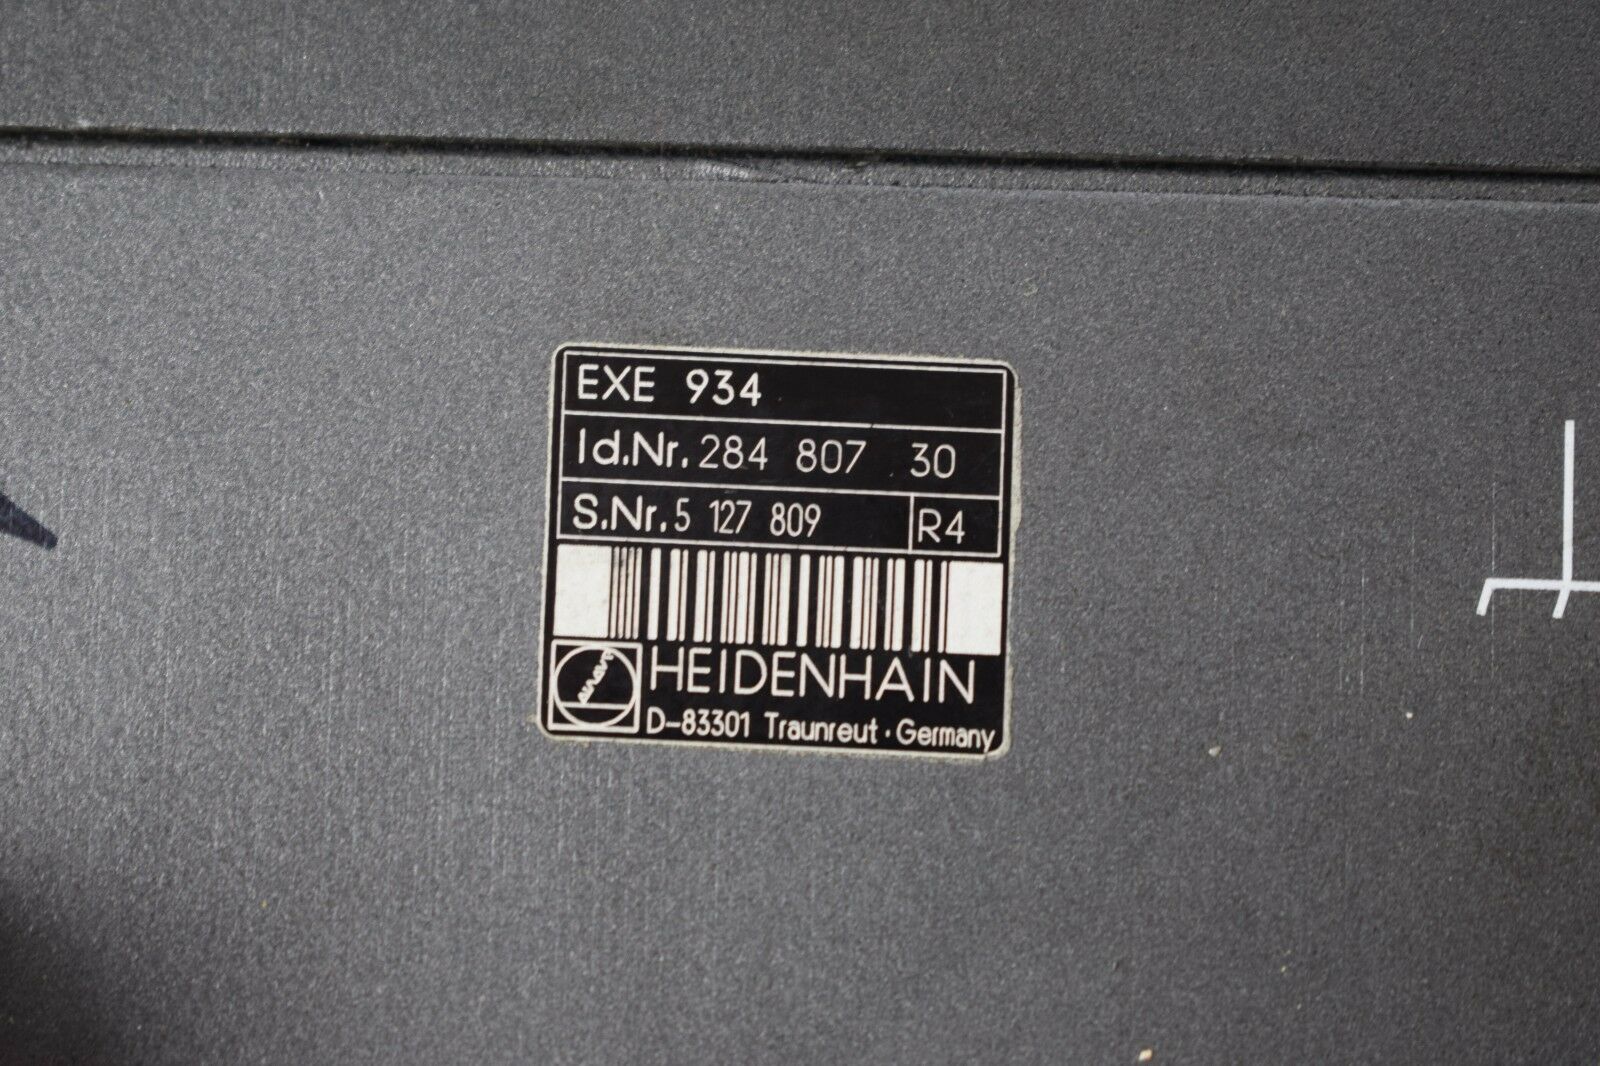 EXE 934
Id.Nr. 284 807 30
S.Nr. 5 127 809 R4
HEIDENHAIN
D-83301 Traunreut · Germany